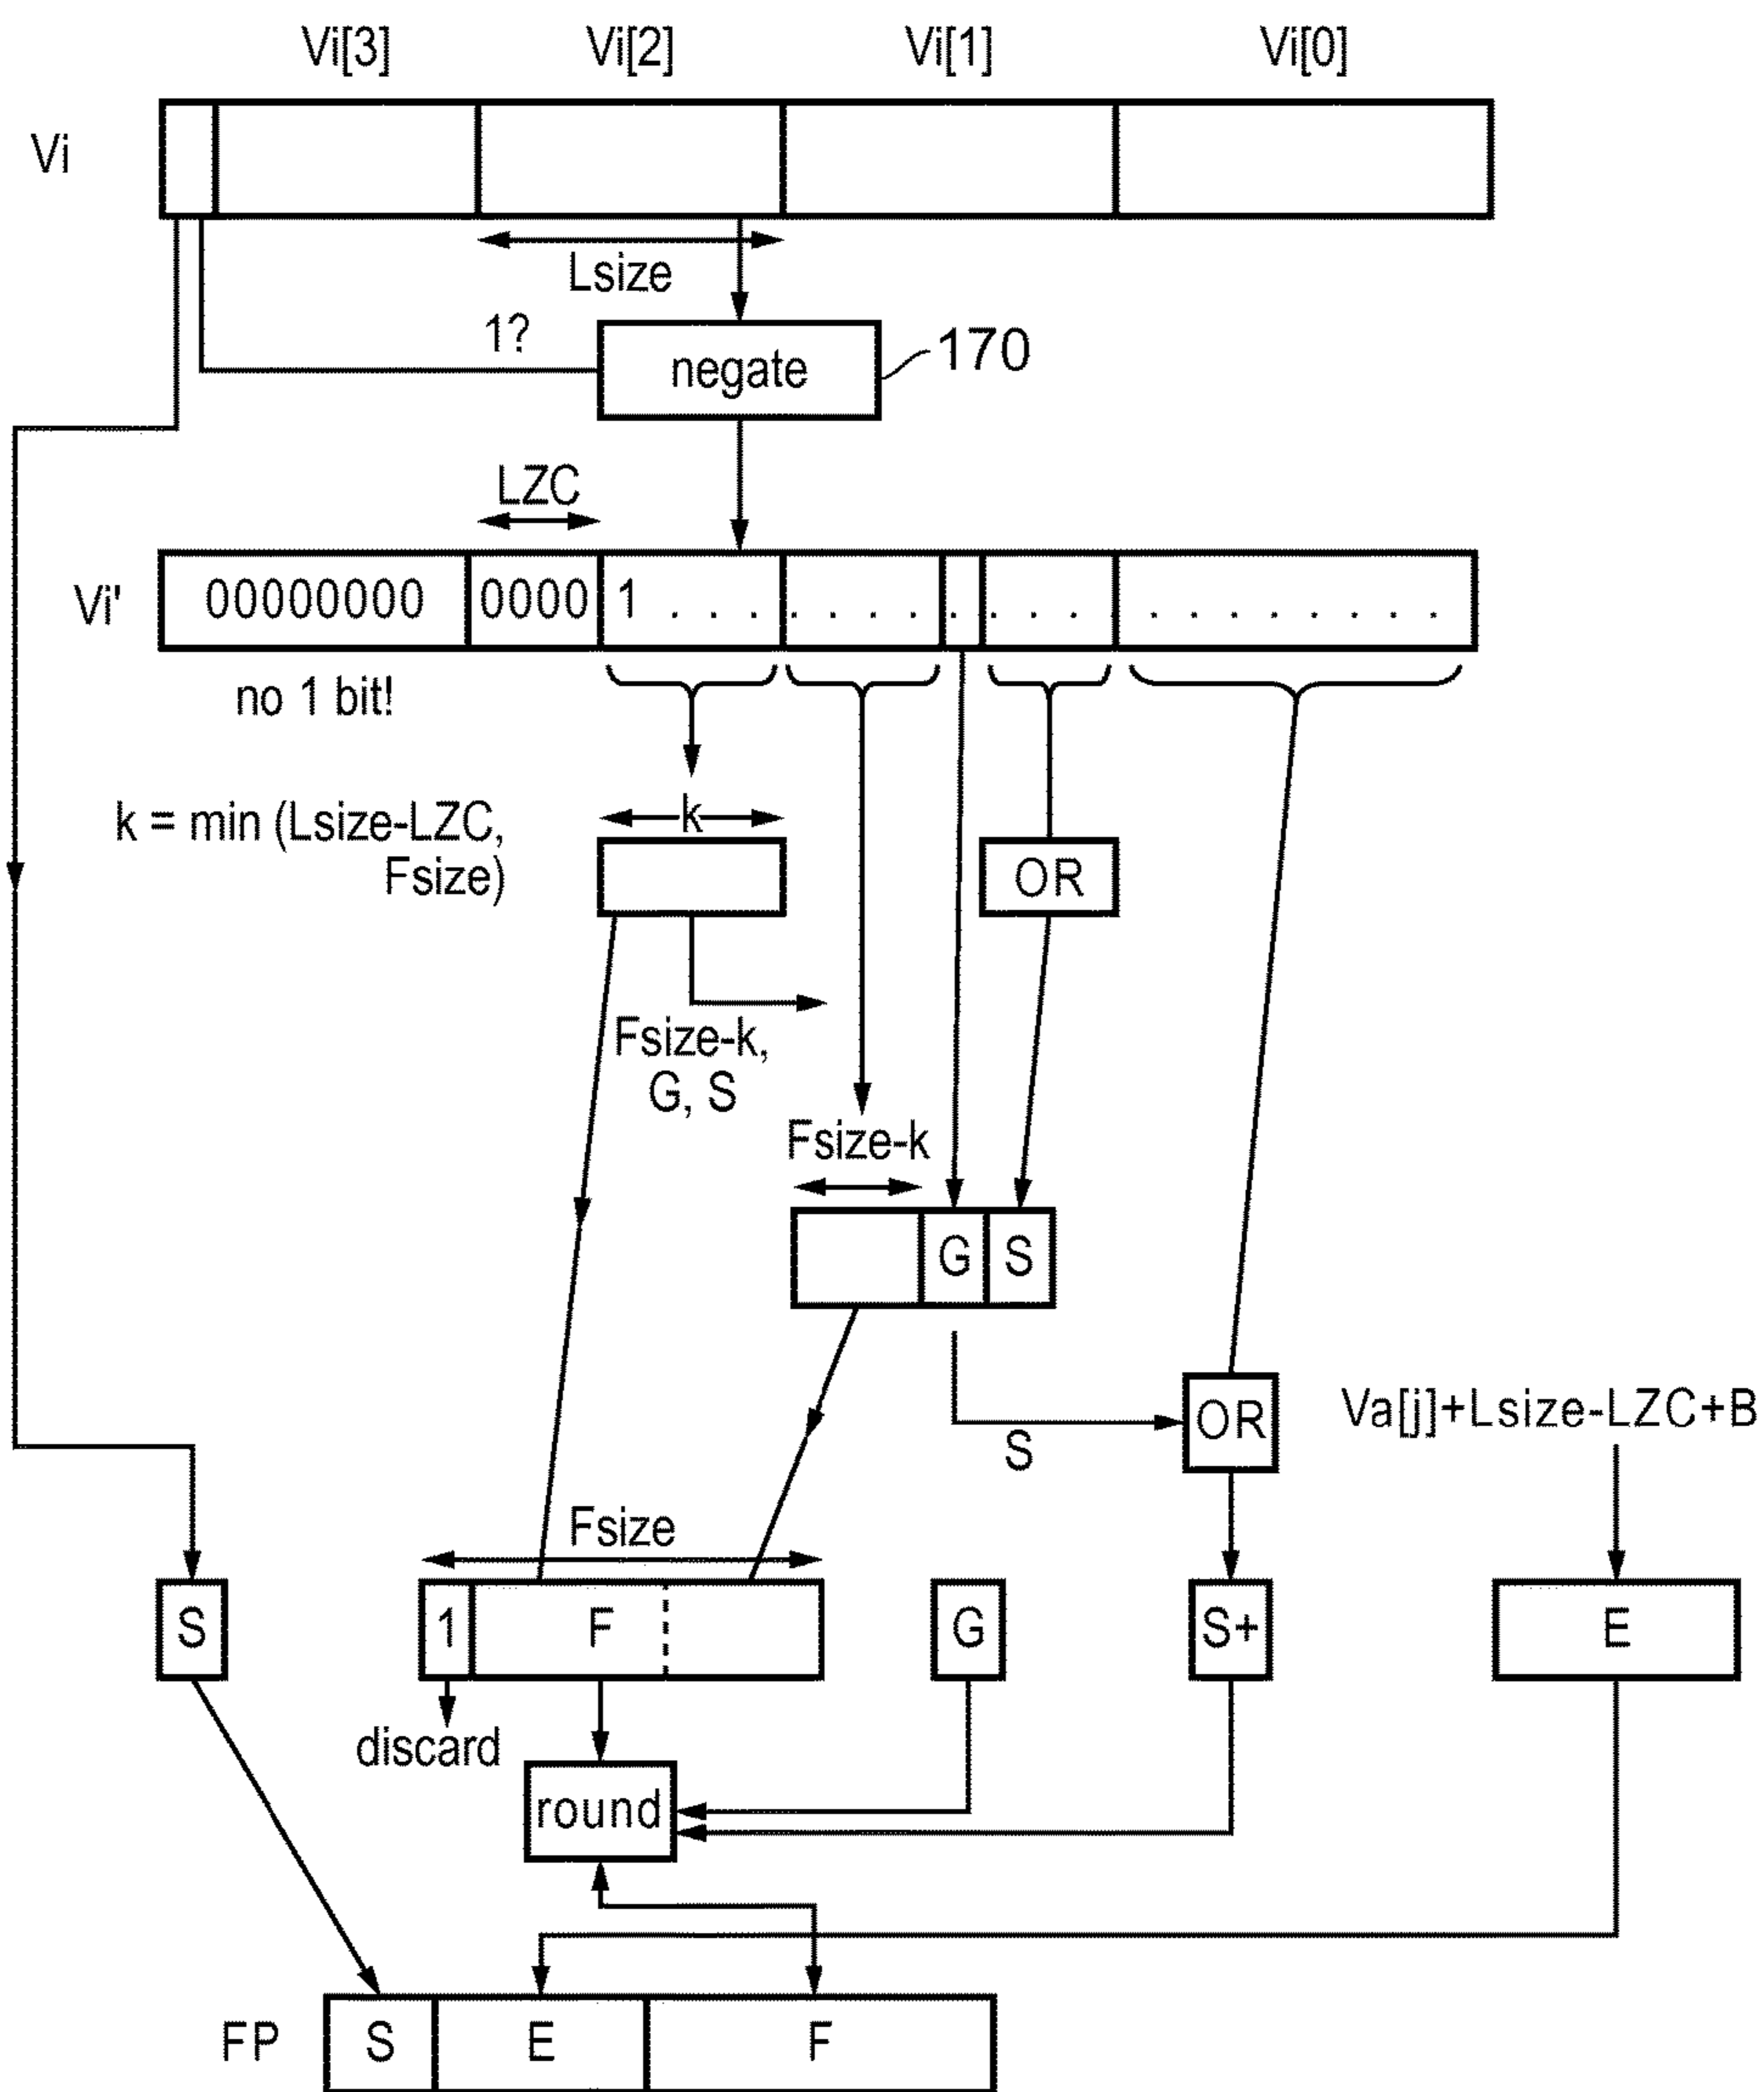 Vi[3] Vi[2] Vi[1] Vi[0]
Vi
Lsize
1?
negate
170
LZC
Vi' 00000000 0000 1 . . . . . . . . . . . . . . . . . . . .
no 1 bit!
k = min (Lsize-LZC,
Fsize)
k
OR
Fsize-k,
G, S
Fsize-k
G S
S
OR
Va[j]+Lsize-LZC+B
Fsize
S 1 F G S+ E
discard
round
FP S E F